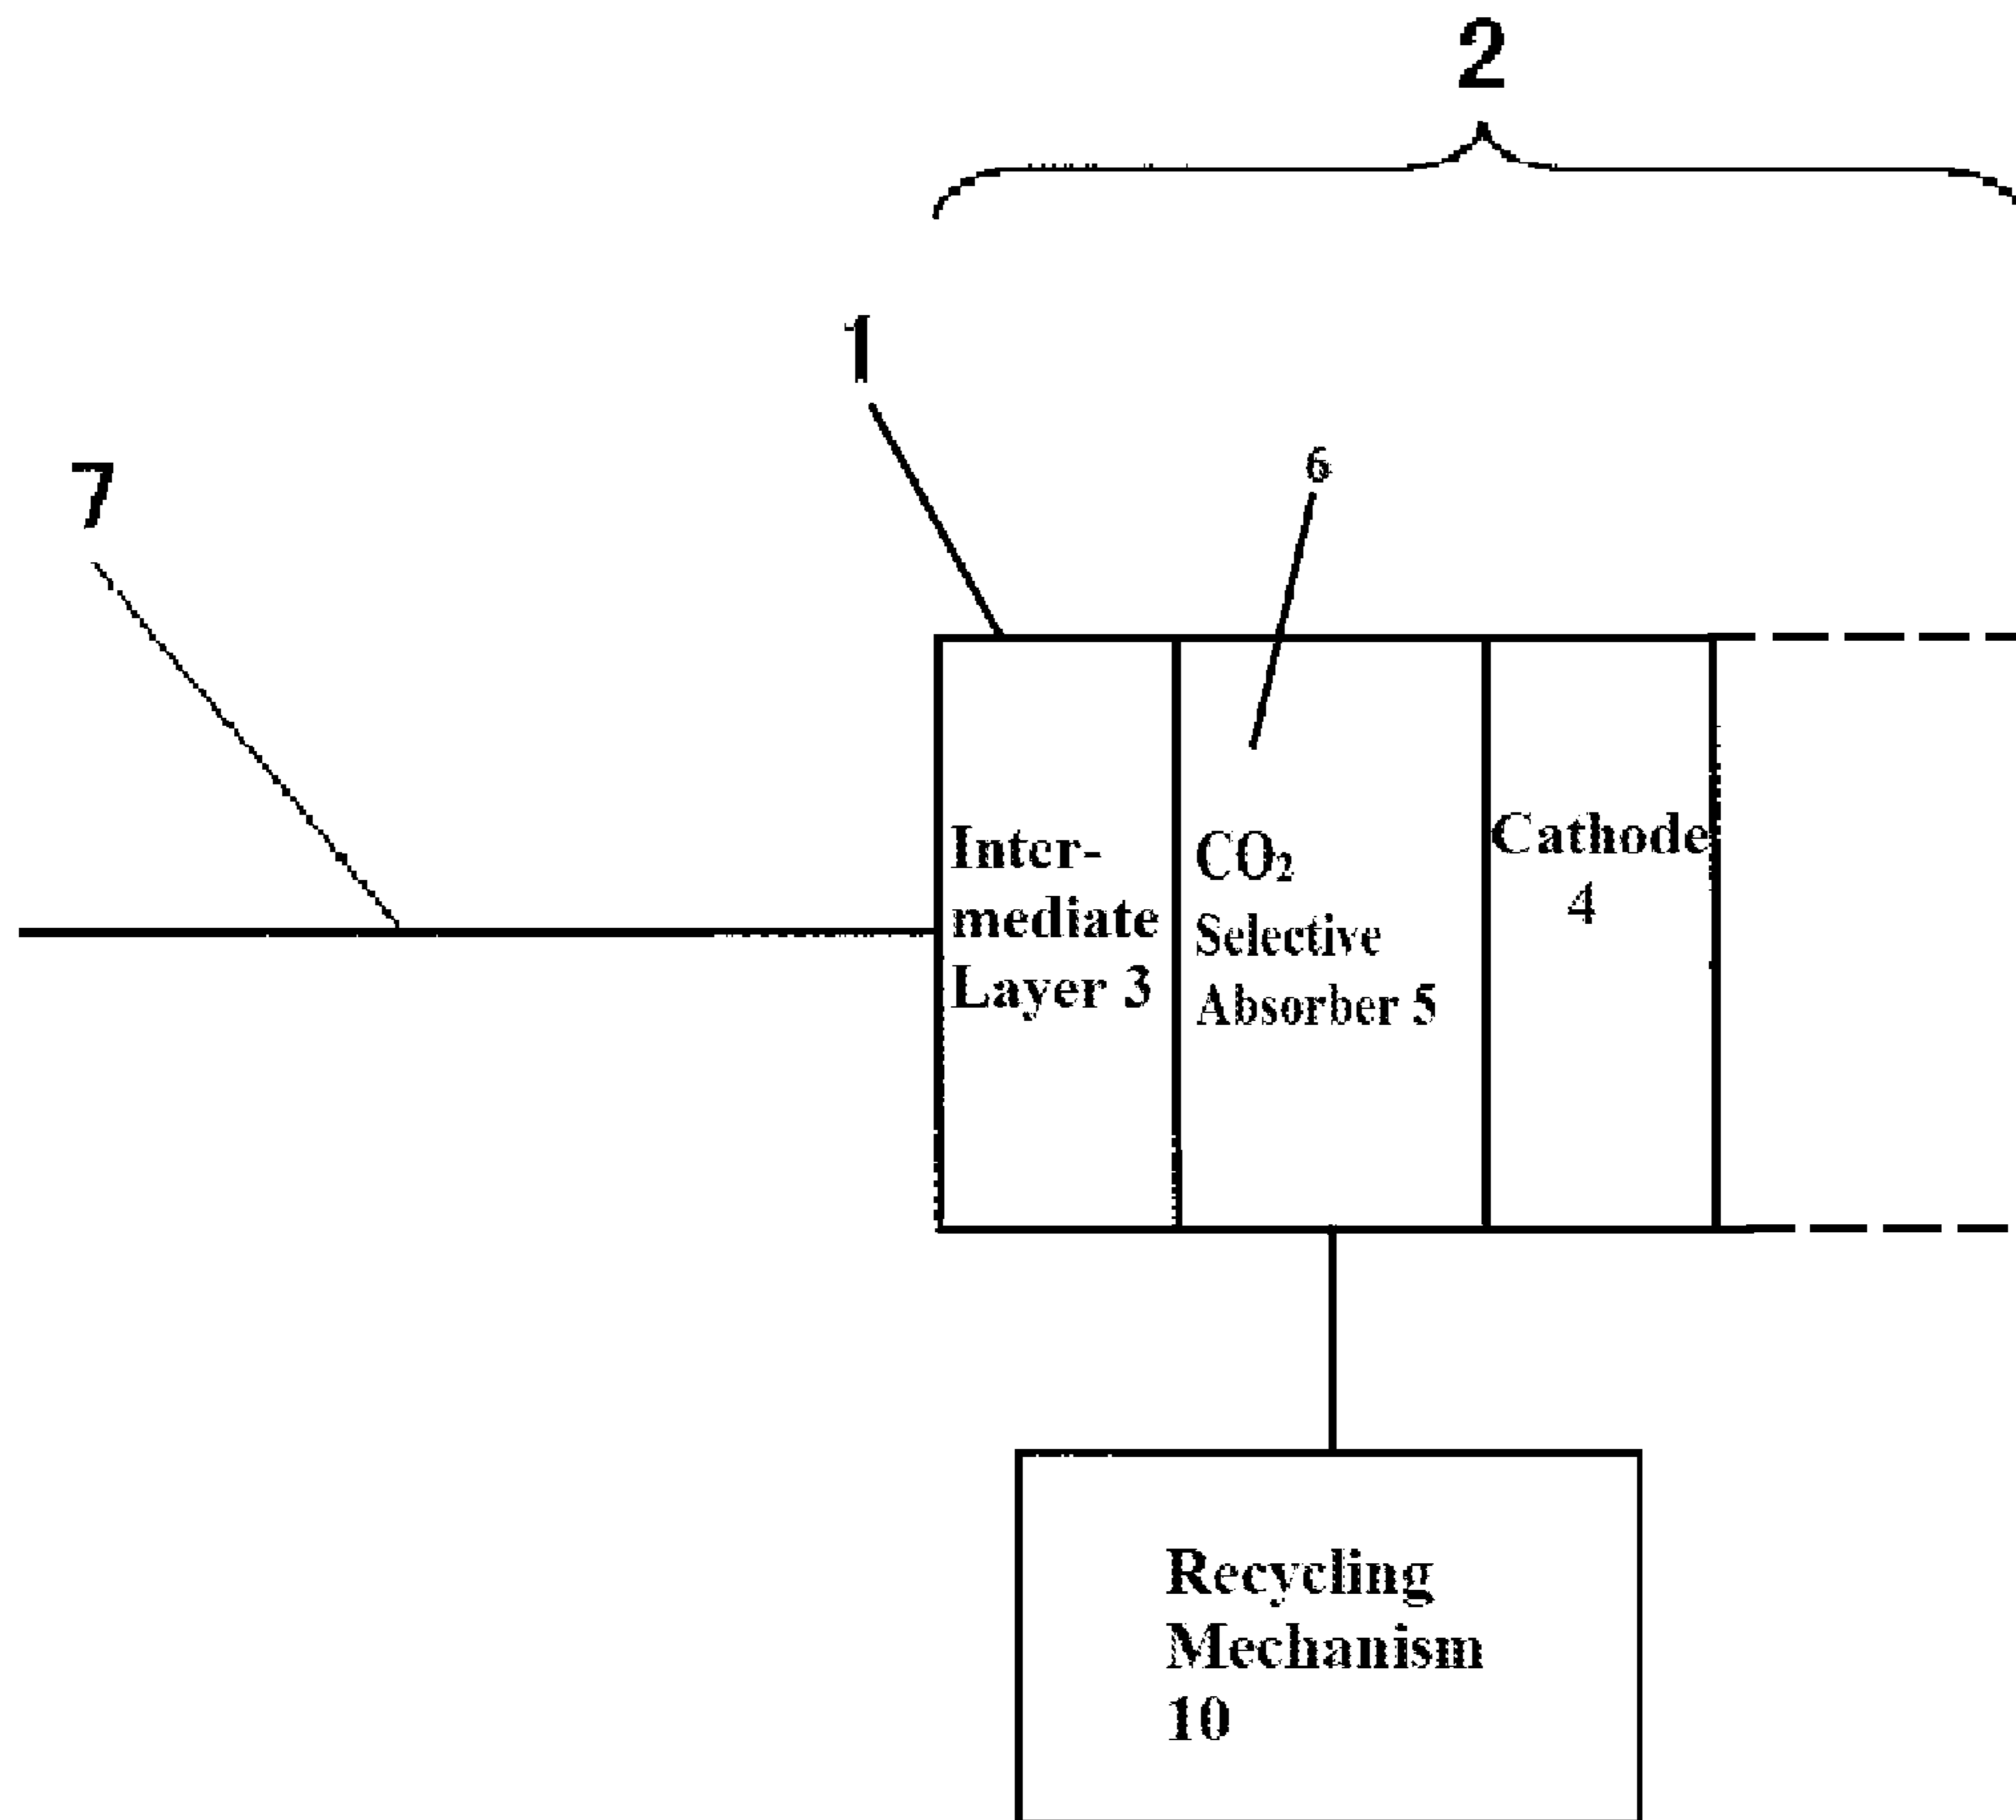 2
1
6
7
Inter-
mediate
Layer 3
CO₂
Selective
Absorber 5
Cathode
4
Recycling
Mechanism
10